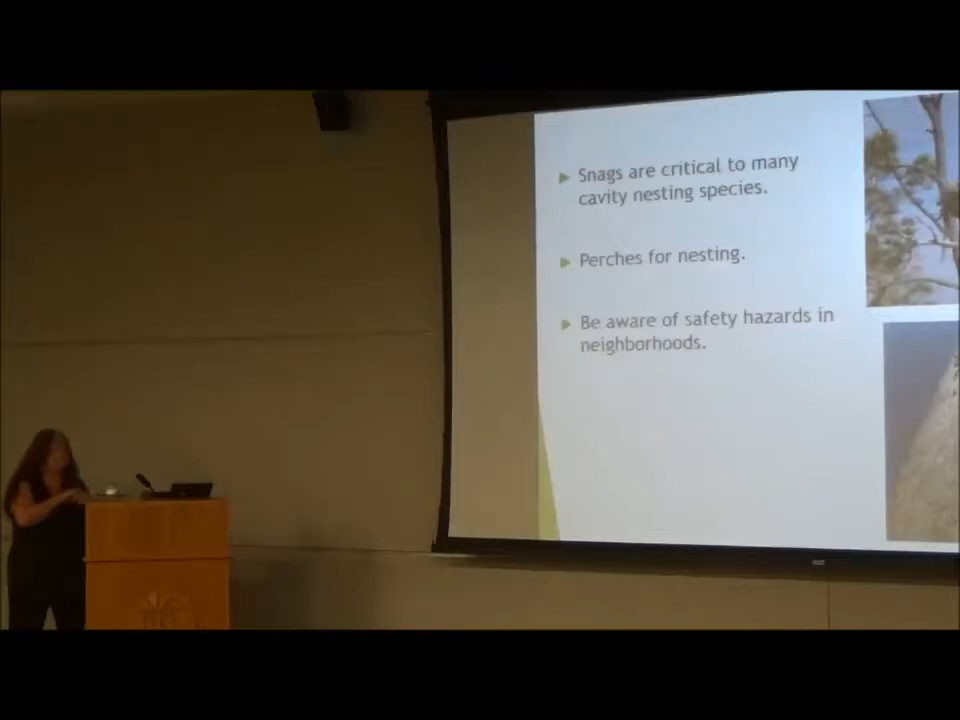 Snags are critical to many
cavity nesting species.
Perches for nesting.
Be aware of safety hazards in
neighborhoods.